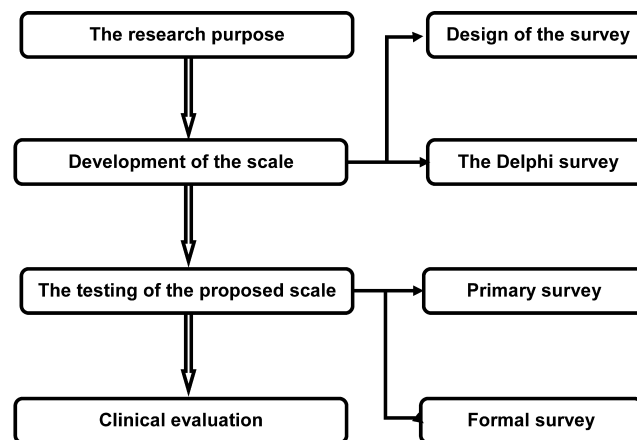 The research purpose
Design of the survey
Development of the scale
The Delphi survey
The testing of the proposed scale
Primary survey
Clinical evaluation
Formal survey